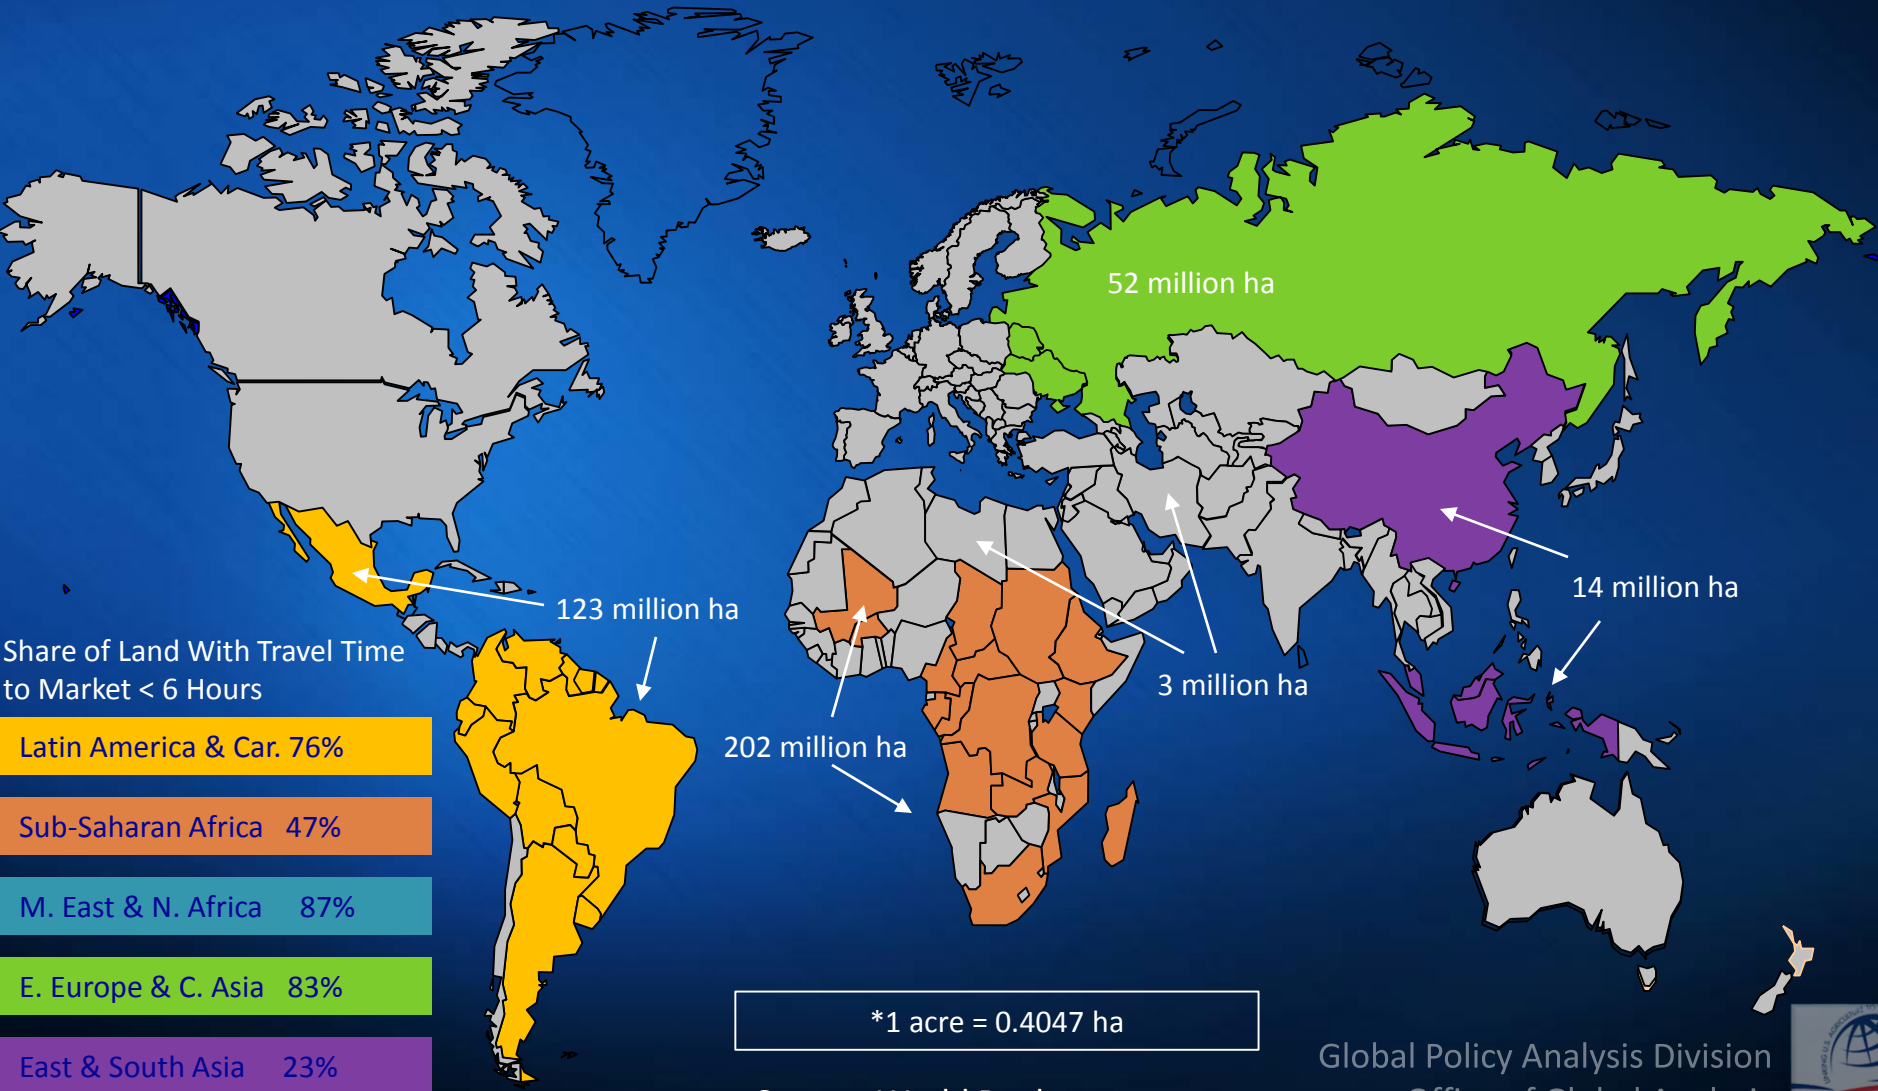 52 million ha
123 million ha
14 million ha
3 million ha
202 million ha
Share of Land With Travel Time
to Market < 6 Hours
Latin America & Car. 76%
Sub-Saharan Africa 47%
M. East & N. Africa 87%
E. Europe & C. Asia 83%
East & South Asia 23%
*1 acre = 0.4047 ha
Global Policy Analysis Division